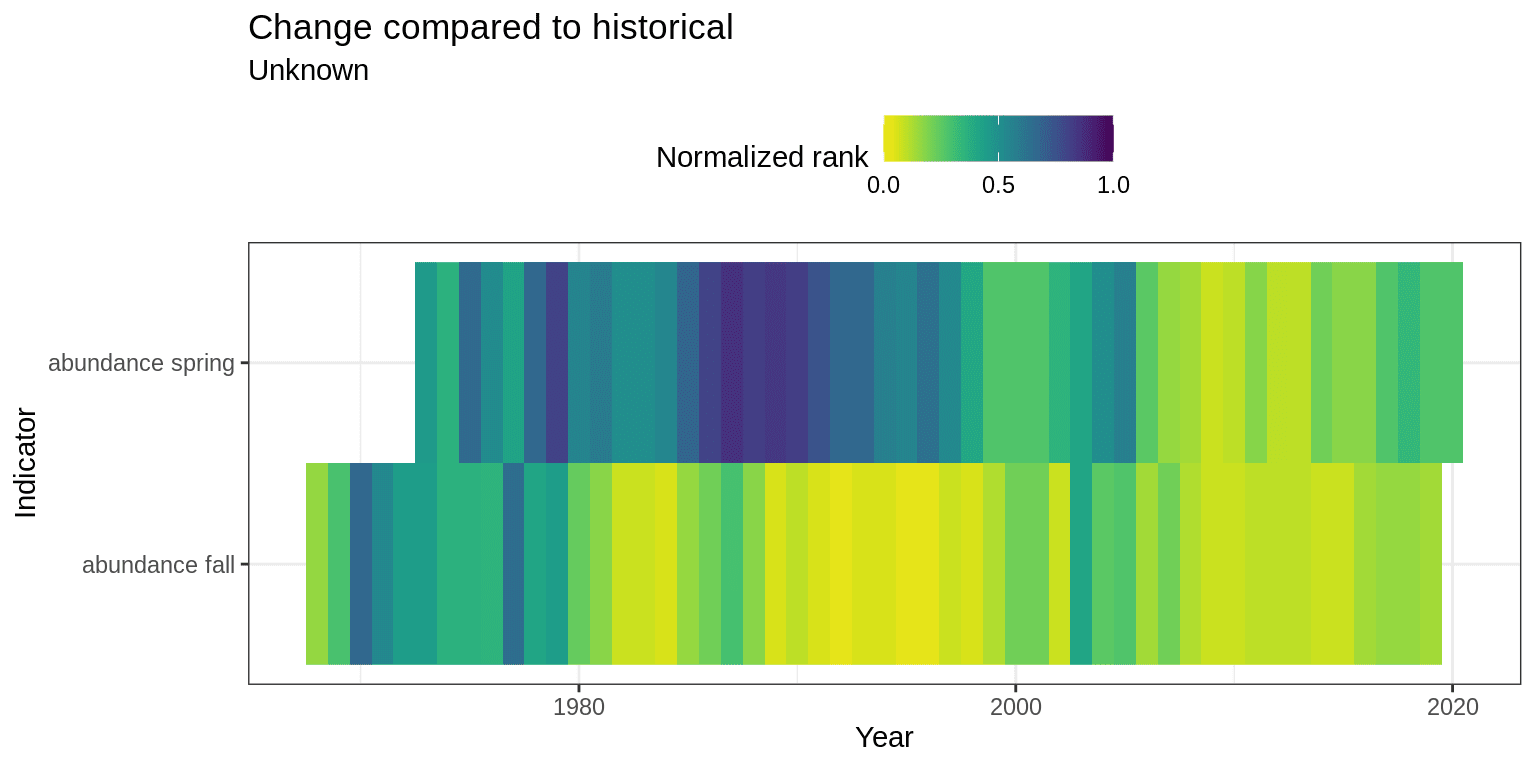 Change compared to historical
Unknown
Normalized rank
0.0 0.5 1.0
abundance spring
abundance fall
Indicator
1980 2000 2020
Year